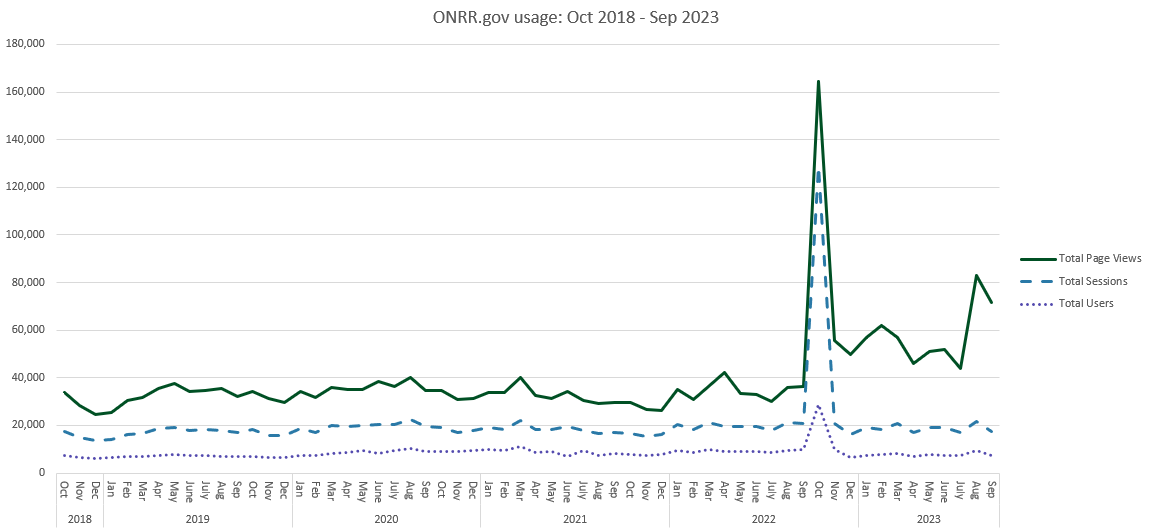 ONRR.gov usage: Oct 2018 - Sep 2023
180,000
160,000
140,000
120,000
100,000
80,000
60,000
40,000
20,000
0
Total Page Views
Total Sessions
Total Users
Oct Nov Dec Jan Feb Mar Apr May June July Aug Sep Oct Nov Dec Jan Feb Mar Apr May June July Aug Sep Oct Nov Dec Jan Feb Mar Apr May June July Aug Sep Oct Nov Dec Jan Feb Mar Apr May June July Aug Sep Oct Nov Dec Jan Feb Mar Apr May June July Aug Sep
2018 2019 2020 2021 2022 2023